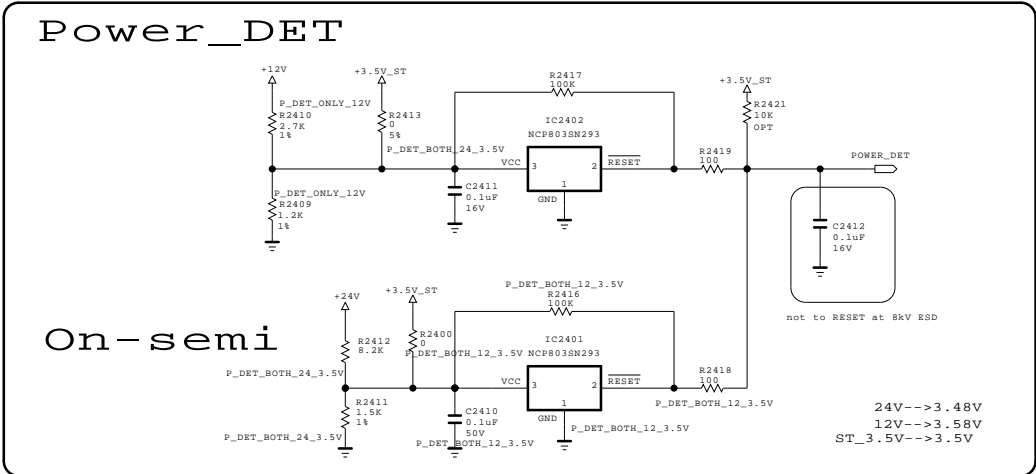 Power_DET
+12V
P_DET_ONLY_12V
R2410
2.7K
1%
P_DET_ONLY_12V
R2409
1.2K
1%
+3.5V_ST
R2413
0
5%
P_DET_BOTH_24_3.5V
C2411
0.1uF
16V
R2417
100K
IC2402
NCP803SN293
VCC
3
2
RESET
1
GND
R2419
100
+3.5V_ST
R2421
10K
OPT
POWER_DET
C2412
0.1uF
16V
not to RESET at 8kV ESD
On-semi
+24V
R2412
8.2K
P_DET_BOTH_24_3.5V
R2411
1.5K
1%
P_DET_BOTH_24_3.5V
+3.5V_ST
R2400
0
P_DET_BOTH_12_3.5V
C2410
0.1uF
50V
P_DET_BOTH_12_3.5V
P_DET_BOTH_12_3.5V
R2416
100K
IC2401
NCP803SN293
VCC
3
2
RESET
1
GND
P_DET_BOTH_12_3.5V
R2418
100
P_DET_BOTH_12_3.5V
24V-->3.48V
12V-->3.58V
ST_3.5V-->3.5V